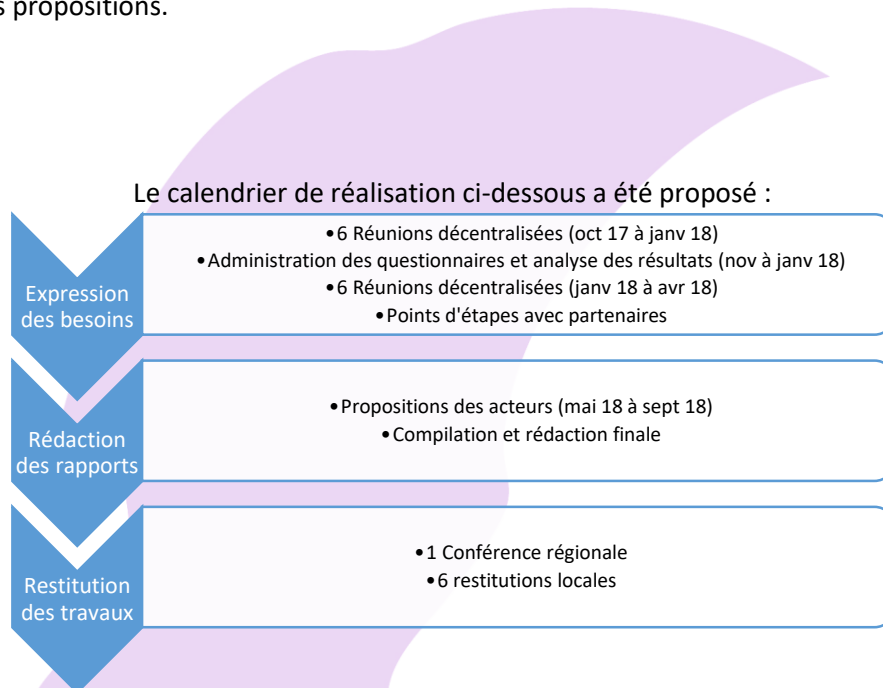 s propositions.
Le calendrier de réalisation ci-dessous a été proposé :
Expression
des besoins
•6 Réunions décentralisées (oct 17 à janv 18)
•Administration des questionnaires et analyse des résultats (nov à janv 18)
•6 Réunions décentralisées (janv 18 à avr 18)
•Points d'étapes avec partenaires
Rédaction
des rapports
•Propositions des acteurs (mai 18 à sept 18)
•Compilation et rédaction finale
Restitution
des travaux
•1 Conférence régionale
•6 restitutions locales